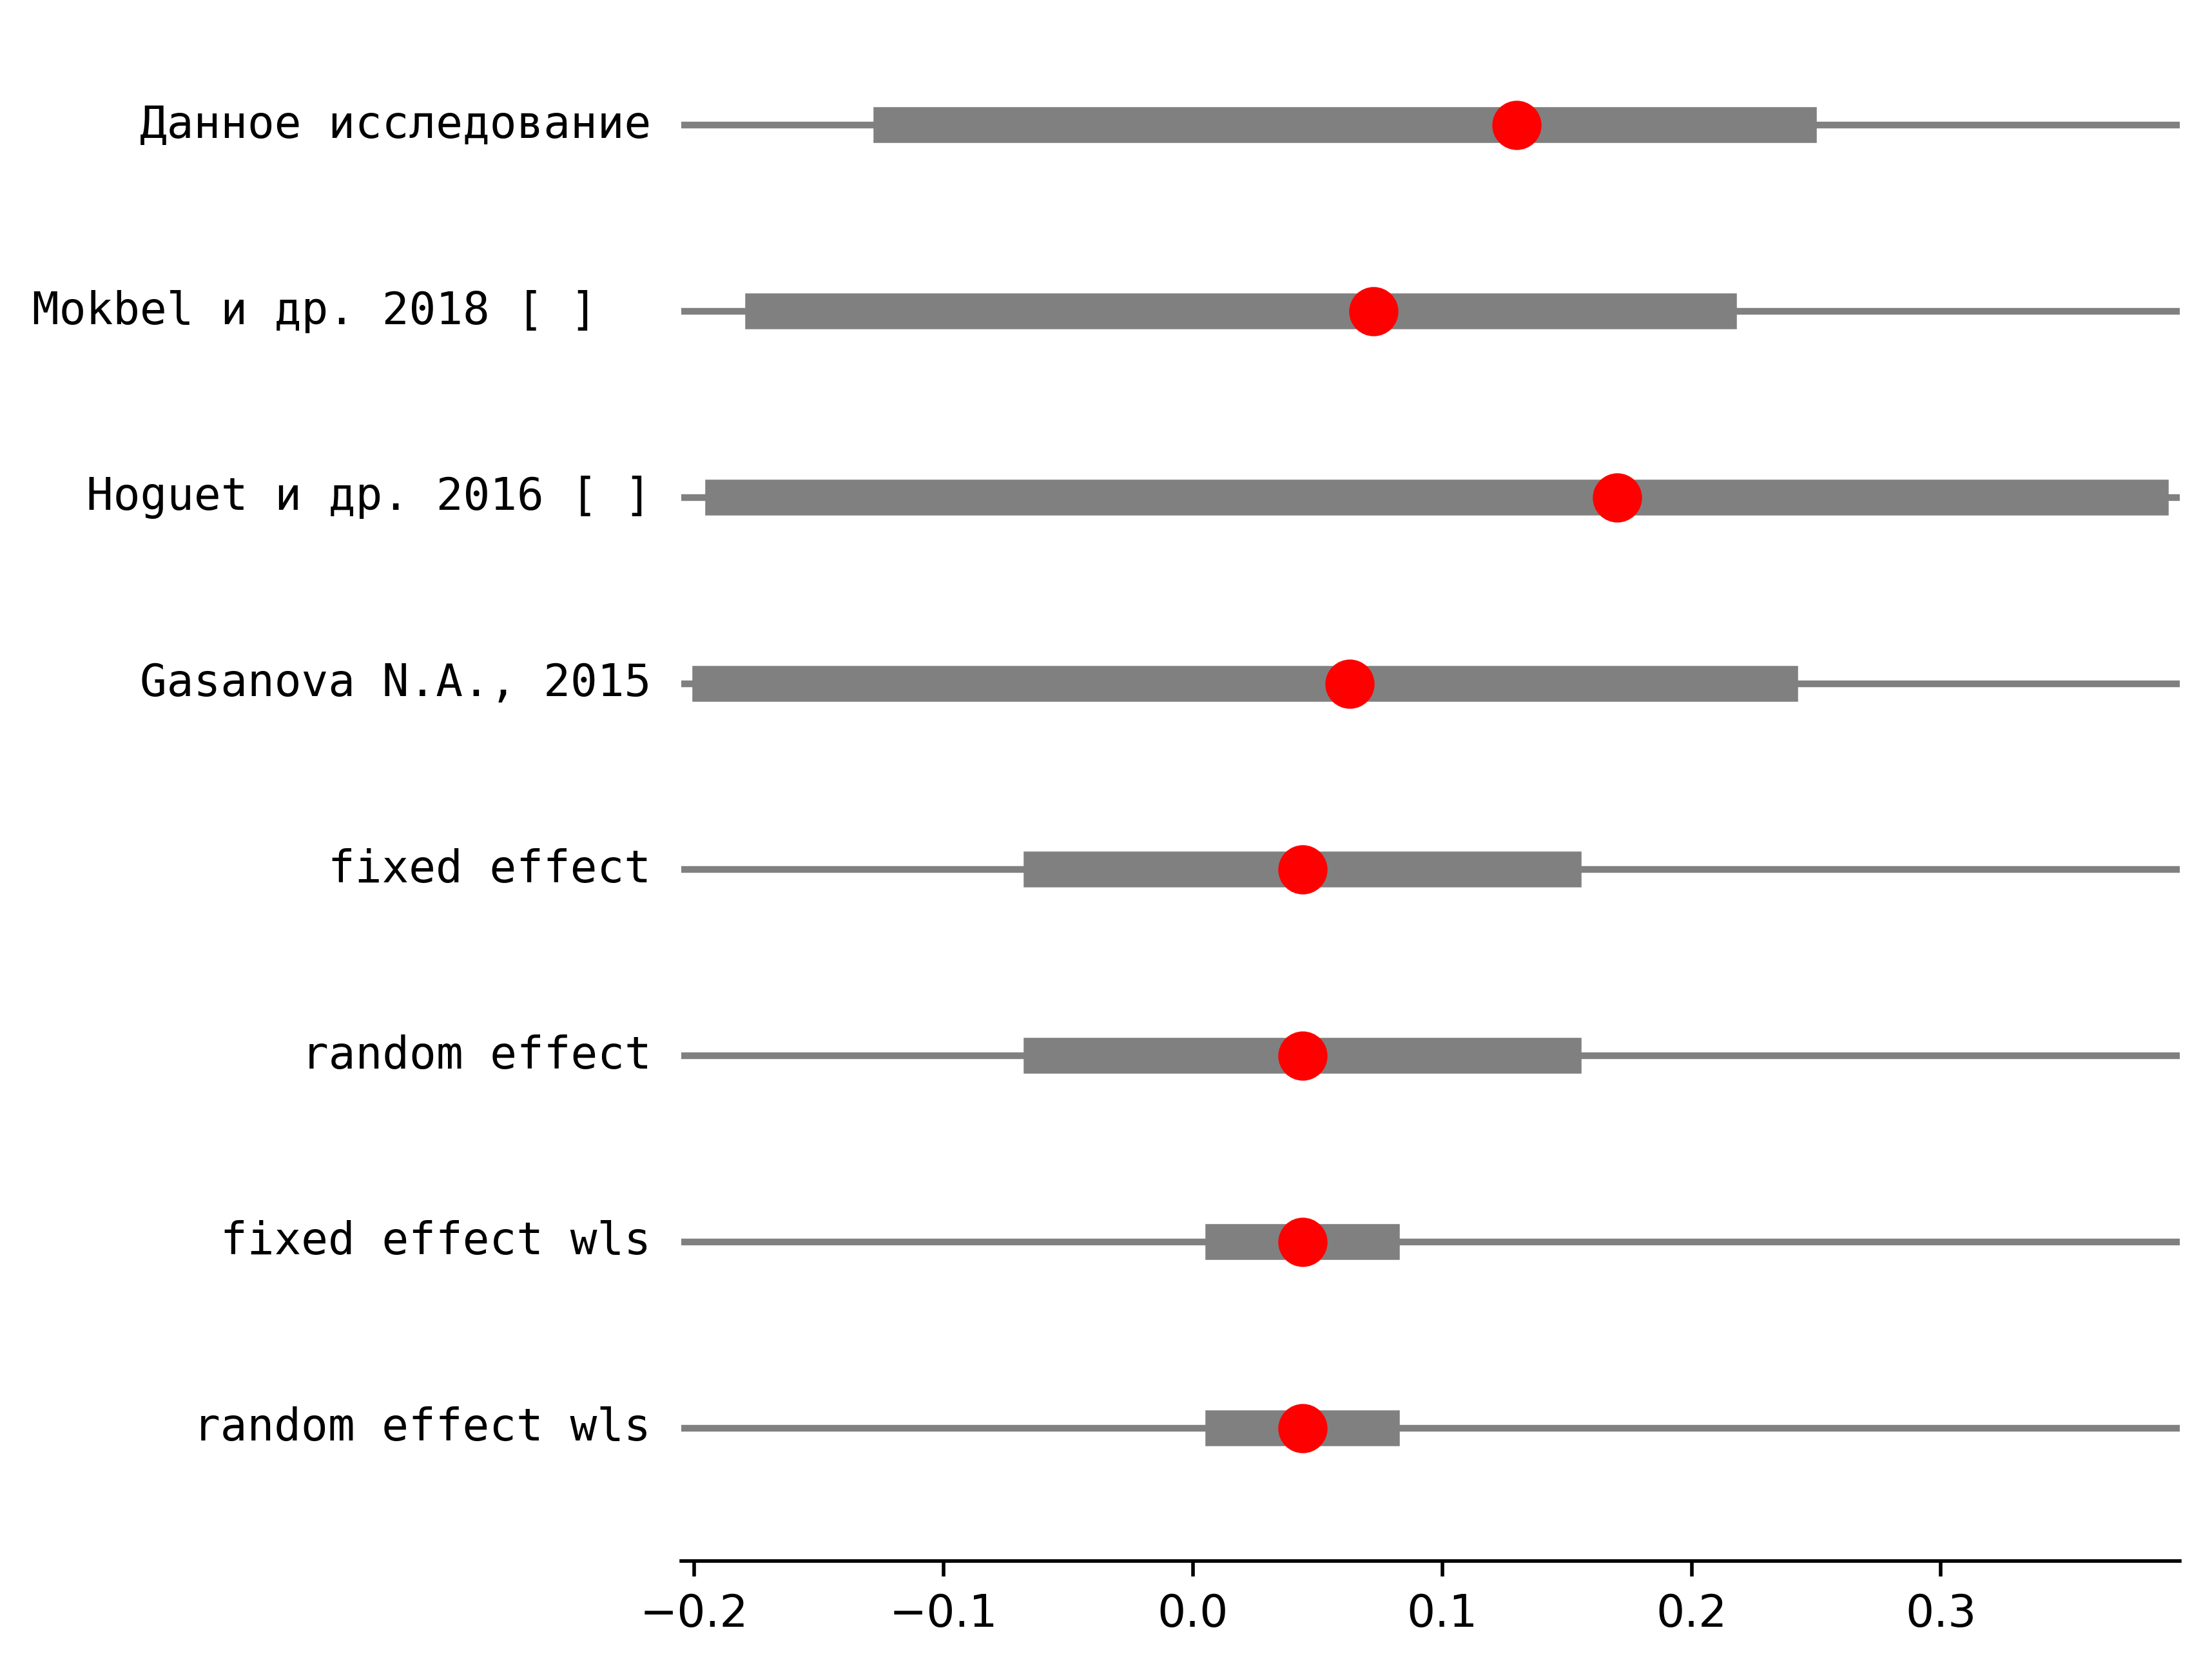 Данное исследование
Mokbel и др. 2018 [ ]
Hoguet и др. 2016 [ ]
Gasanova N.A., 2015
fixed effect
random effect
fixed effect wls
random effect wls
−0.2 −0.1 0.0 0.1 0.2 0.3